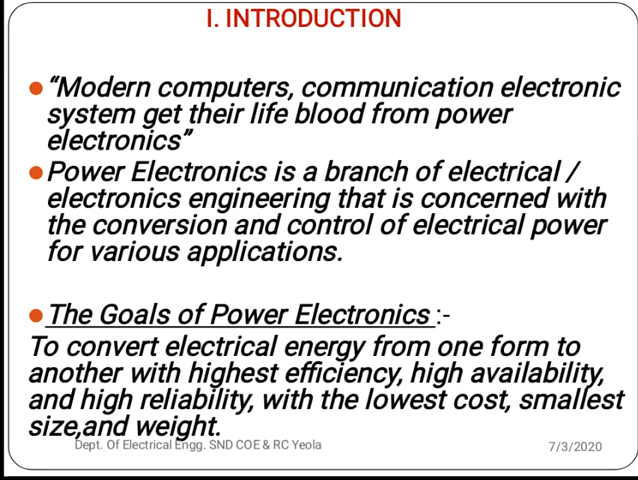 I. INTRODUCTION
“Modern computers, communication electronic
system get their life blood from power
electronics”
Power Electronics is a branch of electrical /
electronics engineering that is concerned with
the conversion and control of electrical power
for various applications.
The Goals of Power Electronics :-
To convert electrical energy from one form to
another with highest efficiency, high availability,
and high reliability, with the lowest cost, smallest
size,and weight.
Dept. Of Electrical Engg. SND COE & RC Yeola
7/3/2020